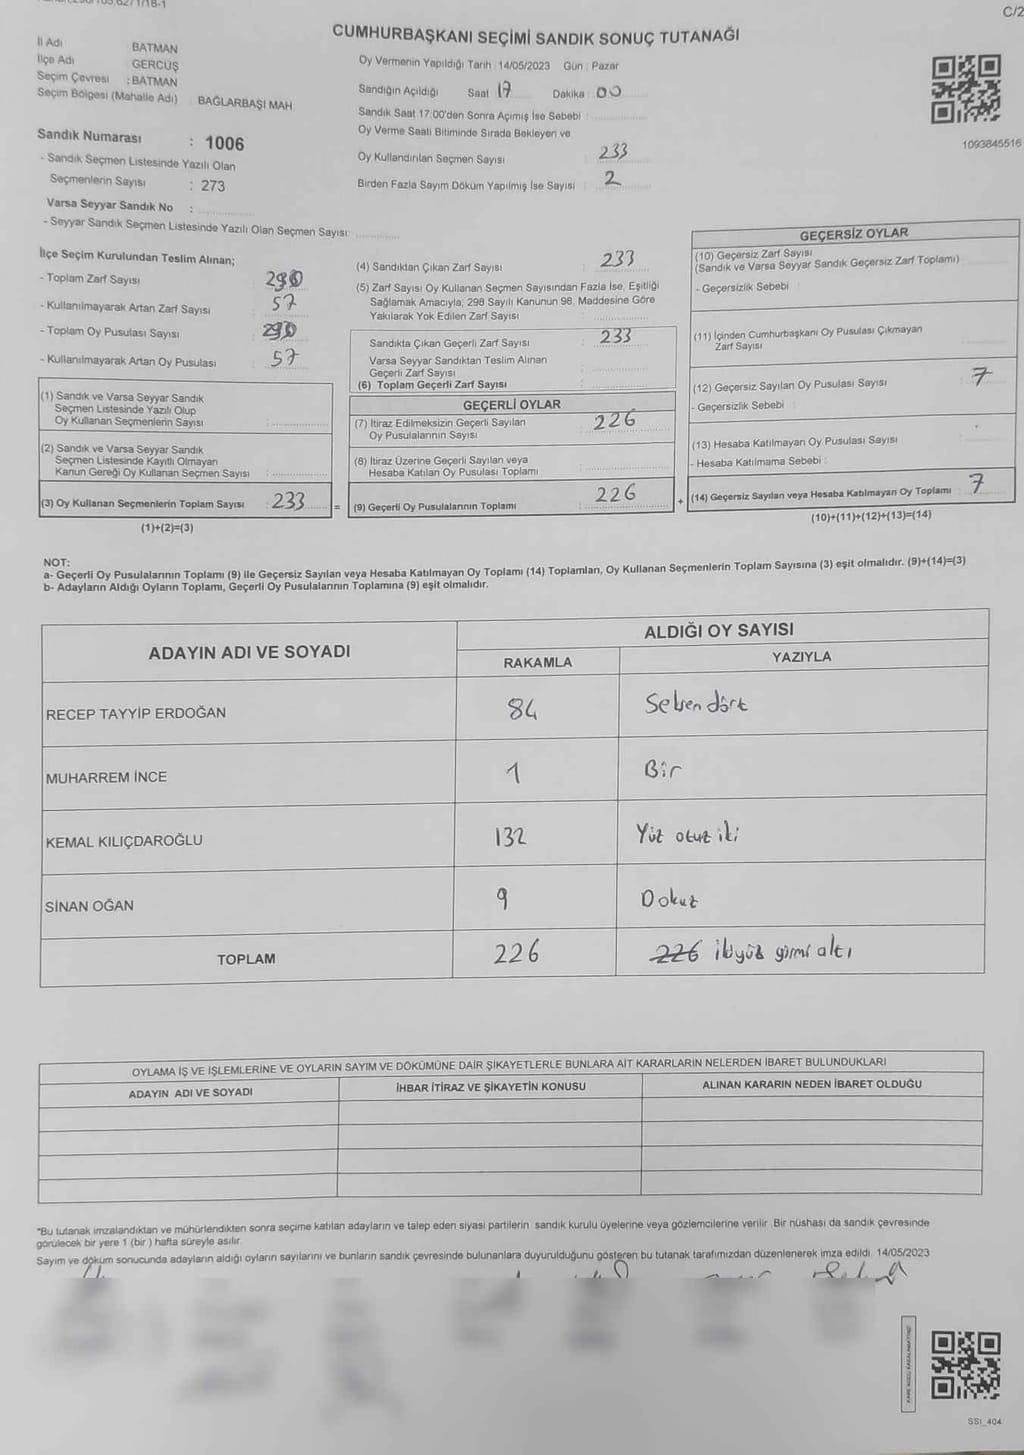 C/2
CUMHURBAŞKANI SEÇİMİ SANDIK SONUÇ TUTANAĞI
İl Adı BATMAN
İlçe Adı GERCÜŞ
Seçim Çevresi : BATMAN
Seçim Bölgesi (Mahalle Adı) BAĞLARBAŞI MAH.
Sandık Numarası : 1006
- Sandık Seçmen Listesinde Yazılı Olan
Seçmenlerin Sayısı : 273
Varsa Seyyar Sandık No :
- Seyyar Sandık Seçmen Listesinde Yazılı Olan Seçmen Sayısı:
Oy Vermenin Yapıldığı Tarih 14/05/2023 Gün : Pazar
Sandığın Açıldığı Saat 17 Dakika 00
Sandık Saat 17:00'den Sonra Açımış İse Sebebi :
Oy Verme Saati Bitiminde Sırada Bekleyen ve
Oy Kullandırılan Seçmen Sayısı : 233
Birden Fazla Sayım Döküm Yapılmış İse Sayısı : 2
1093845516
İlçe Seçim Kurulundan Teslim Alınan;
- Toplam Zarf Sayısı : 290
- Kullanılmayarak Artan Zarf Sayısı : 57
- Toplam Oy Pusulası Sayısı : 290
- Kullanılmayarak Artan Oy Pusulası : 57
(1) Sandık ve Varsa Seyyar Sandık
Seçmen Listesinde Yazılı Olup
Oy Kullanan Seçmenlerin Sayısı :
(2) Sandık ve Varsa Seyyar Sandık
Seçmen Listesinde Kayıtlı Olmayan
Kanun Gereği Oy Kullanan Seçmen Sayısı :
(3) Oy Kullanan Seçmenlerin Toplam Sayısı : 233 =
(1)+(2)=(3)
(4) Sandıktan Çıkan Zarf Sayısı : 233
(5) Zarf Sayısı Oy Kullanan Seçmen Sayısından Fazla İse, Eşitliği
Sağlamak Amacıyla; 298 Sayılı Kanunun 98. Maddesine Göre
Yakılarak Yok Edilen Zarf Sayısı :
Sandıkta Çıkan Geçerli Zarf Sayısı : 233
Varsa Seyyar Sandıktan Teslim Alınan
Geçerli Zarf Sayısı :
(6) Toplam Geçerli Zarf Sayısı :
GEÇERLİ OYLAR
(7) İtiraz Edilmeksizin Geçerli Sayılan
Oy Pusulalarının Sayısı : 226
(8) İtiraz Üzerine Geçerli Sayılan veya
Hesaba Katılan Oy Pusulası Toplamı :
(9) Geçerli Oy Pusulalarının Toplamı : 226 +
GEÇERSİZ OYLAR
(10) Geçersiz Zarf Sayısı
(Sandık ve Varsa Seyyar Sandık Geçersiz Zarf Toplamı)
- Geçersizlik Sebebi :
(11) İçinden Cumhurbaşkanı Oy Pusulası Çıkmayan
Zarf Sayısı
(12) Geçersiz Sayılan Oy Pusulası Sayısı : 7
- Geçersizlik Sebebi :
(13) Hesaba Katılmayan Oy Pusulası Sayısı
- Hesaba Katılmama Sebebi :
(14) Geçersiz Sayılan veya Hesaba Katılmayan Oy Toplamı : 7
(10)+(11)+(12)+(13)=(14)
NOT:
a- Geçerli Oy Pusulalarının Toplamı (9) ile Geçersiz Sayılan veya Hesaba Katılmayan Oy Toplamı (14) Toplamları, Oy Kullanan Seçmenlerin Toplam Sayısına (3) eşit olmalıdır. (9)+(14)=(3)
b- Adayların Aldığı Oyların Toplamı, Geçerli Oy Pusulalarının Toplamına (9) eşit olmalıdır.
ADAYIN ADI VE SOYADI ALDIĞI OY SAYISI
RAKAMLA YAZIYLA
RECEP TAYYİP ERDOĞAN 84 Seksen dört
MUHARREM İNCE 1 Bir
KEMAL KILIÇDAROĞLU 132 Yüz otuz iki
SİNAN OĞAN 9 Dokuz
TOPLAM 226 226 ikiyüz yirmi altı
OYLAMA İŞ VE İŞLEMLERİNE VE OYLARIN SAYIM VE DÖKÜMÜNE DAİR ŞİKAYETLERLE BUNLARA AİT KARARLARIN NELERDEN İBARET BULUNDUKLARI
ADAYIN ADI VE SOYADI İHBAR İTİRAZ VE ŞİKAYETİN KONUSU ALINAN KARARIN NEDEN İBARET OLDUĞU
*Bu tutanak imzalandıktan ve mühürlendikten sonra seçime katılan adayların ve talep eden siyasi partilerin sandık kurulu üyelerine veya gözlemcilerine verilir. Bir nüshası da sandık çevresinde
görülecek bir yere 1 (bir ) hafta süreyle asılır.
Sayım ve döküm sonucunda adayların aldığı oyların sayılarını ve bunların sandık çevresinde bulunanlara duyurulduğunu gösteren bu tutanak tarafımızdan düzenlenerek imza edildi. 14/05/2023
SSI_404